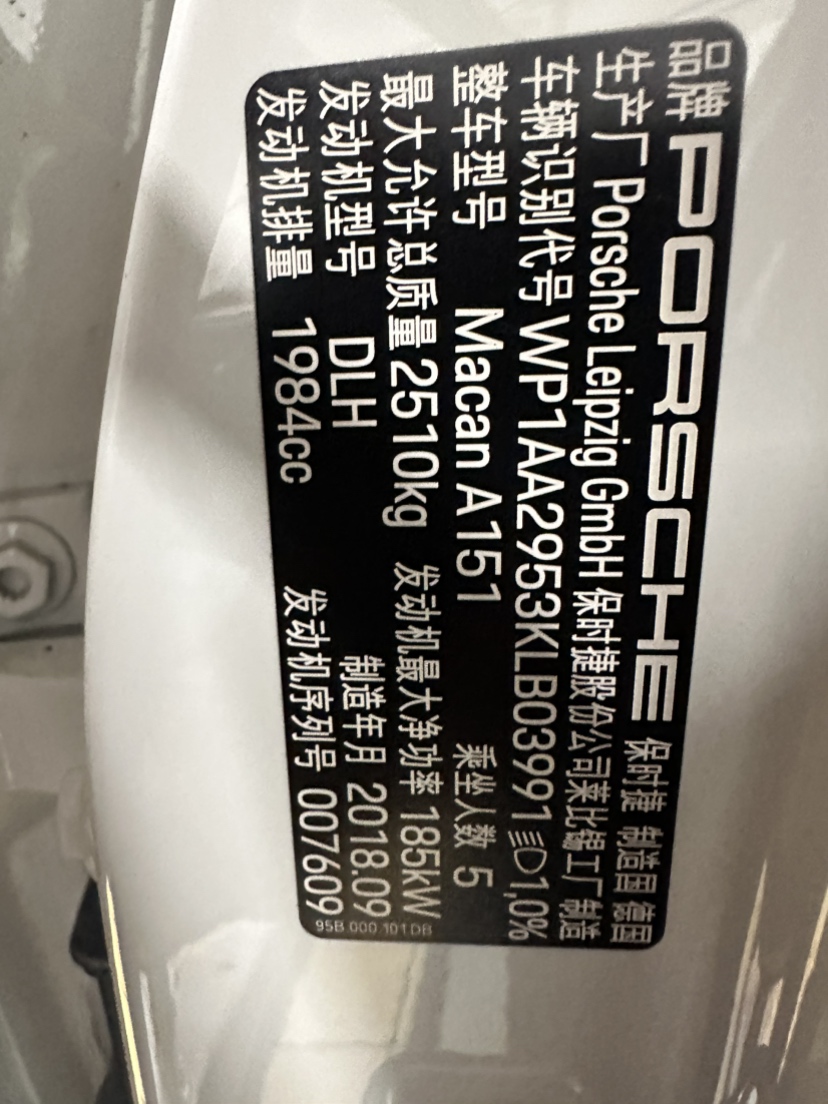 品牌 PORSCHE 保时捷 制造国 德国
生产厂 Porsche Leipzig GmbH 保时捷股份公司莱比锡工厂 制造
车辆识别代号 WP1AA2953KLB03991 1,0%
整车型号 Macan A151 乘坐人数 5
最大允许总质量 2510kg 发动机最大净功率 185kW
发动机型号 DLH 制造年月 2018.09
发动机排量 1984cc 发动机序列号 007609
95B 000 101 DB